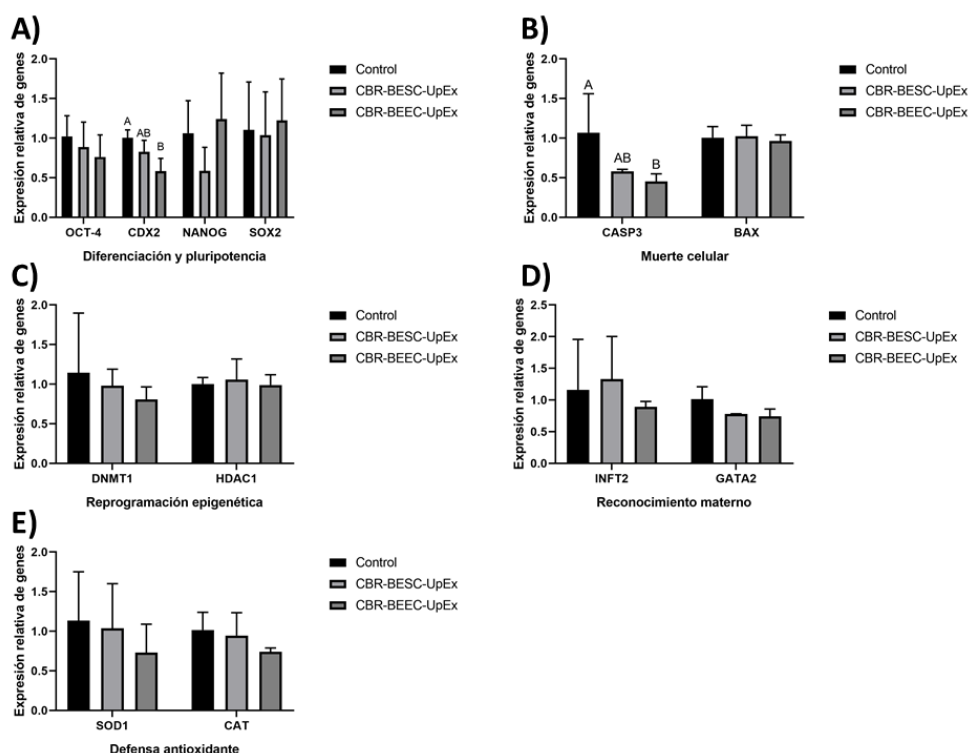 A)
Expresión relativa de genes
2.0
1.5
1.0
0.5
0.0
A
AB
B
OCT-4 CDX2 NANOG SOX2
Diferenciación y pluripotencia
Control
CBR-BESC-UpEx
CBR-BEEC-UpEx
B)
Expresión relativa de genes
2.0
1.5
1.0
0.5
0.0
A
AB
B
CASP3 BAX
Muerte celular
Control
CBR-BESC-UpEx
CBR-BEEC-UpEx
C)
Expresión relativa de genes
2.0
1.5
1.0
0.5
0.0
DNMT1 HDAC1
Reprogramación epigenética
Control
CBR-BESC-UpEx
CBR-BEEC-UpEx
D)
Expresión relativa de genes
2.5
2.0
1.5
1.0
0.5
0.0
INFT2 GATA2
Reconocimiento materno
Control
CBR-BESC-UpEx
CBR-BEEC-UpEx
E)
Expresión relativa de genes
2.0
1.5
1.0
0.5
0.0
SOD1 CAT
Defensa antioxidante
Control
CBR-BESC-UpEx
CBR-BEEC-UpEx